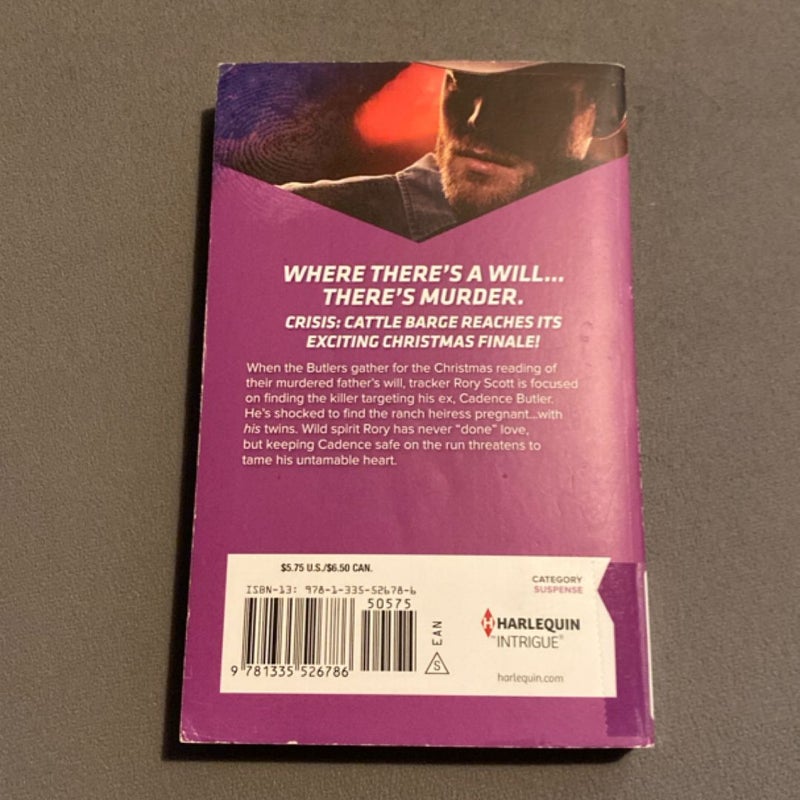 WHERE THERE'S A WILL...
THERE'S MURDER.
CRISIS: CATTLE BARGE REACHES ITS
EXCITING CHRISTMAS FINALE!
When the Butlers gather for the Christmas reading of
their murdered father's will, tracker Rory Scott is focused
on finding the killer targeting his ex, Cadence Butler.
He's shocked to find the ranch heiress pregnant...with
his twins. Wild spirit Rory has never "done" love,
but keeping Cadence safe on the run threatens to
tame his untamable heart.
$5.75 U.S./$6.50 CAN.
ISBN-13: 978-1-335-52678-6
50575
9 781335 526786
EAN
S
CATEGORY
SUSPENSE
HARLEQUIN
™INTRIGUE®
harlequin.com